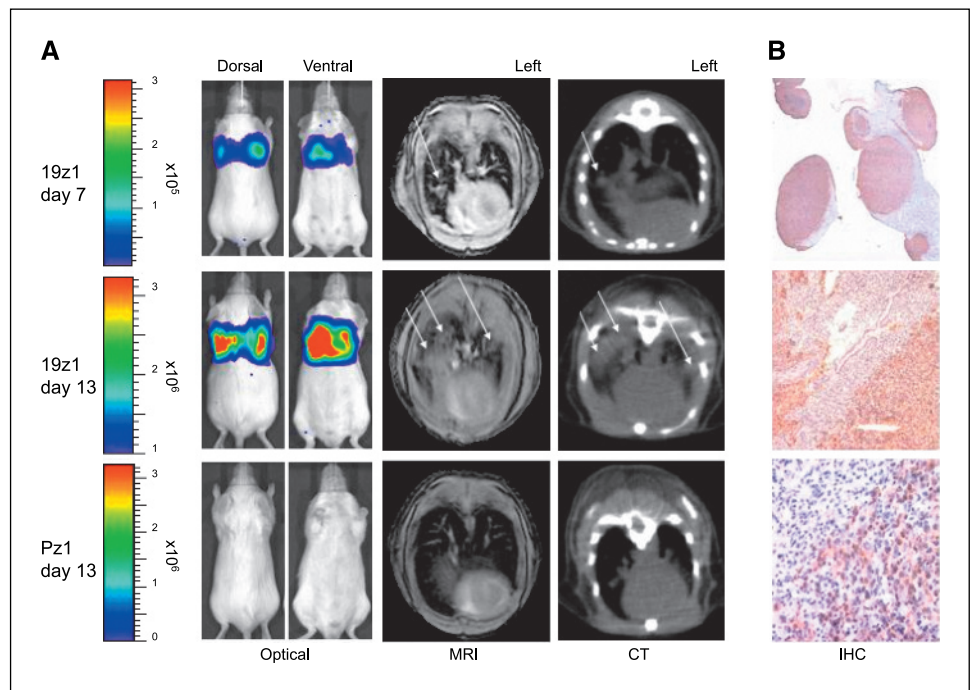 A
B
Dorsal
Ventral
Left
Left
19z1
day 7
3
2
1
x10⁵
19z1
day 13
3
2
1
x10⁶
Pz1
day 13
3
2
1
0
x10⁶
Optical
MRI
CT
IHC